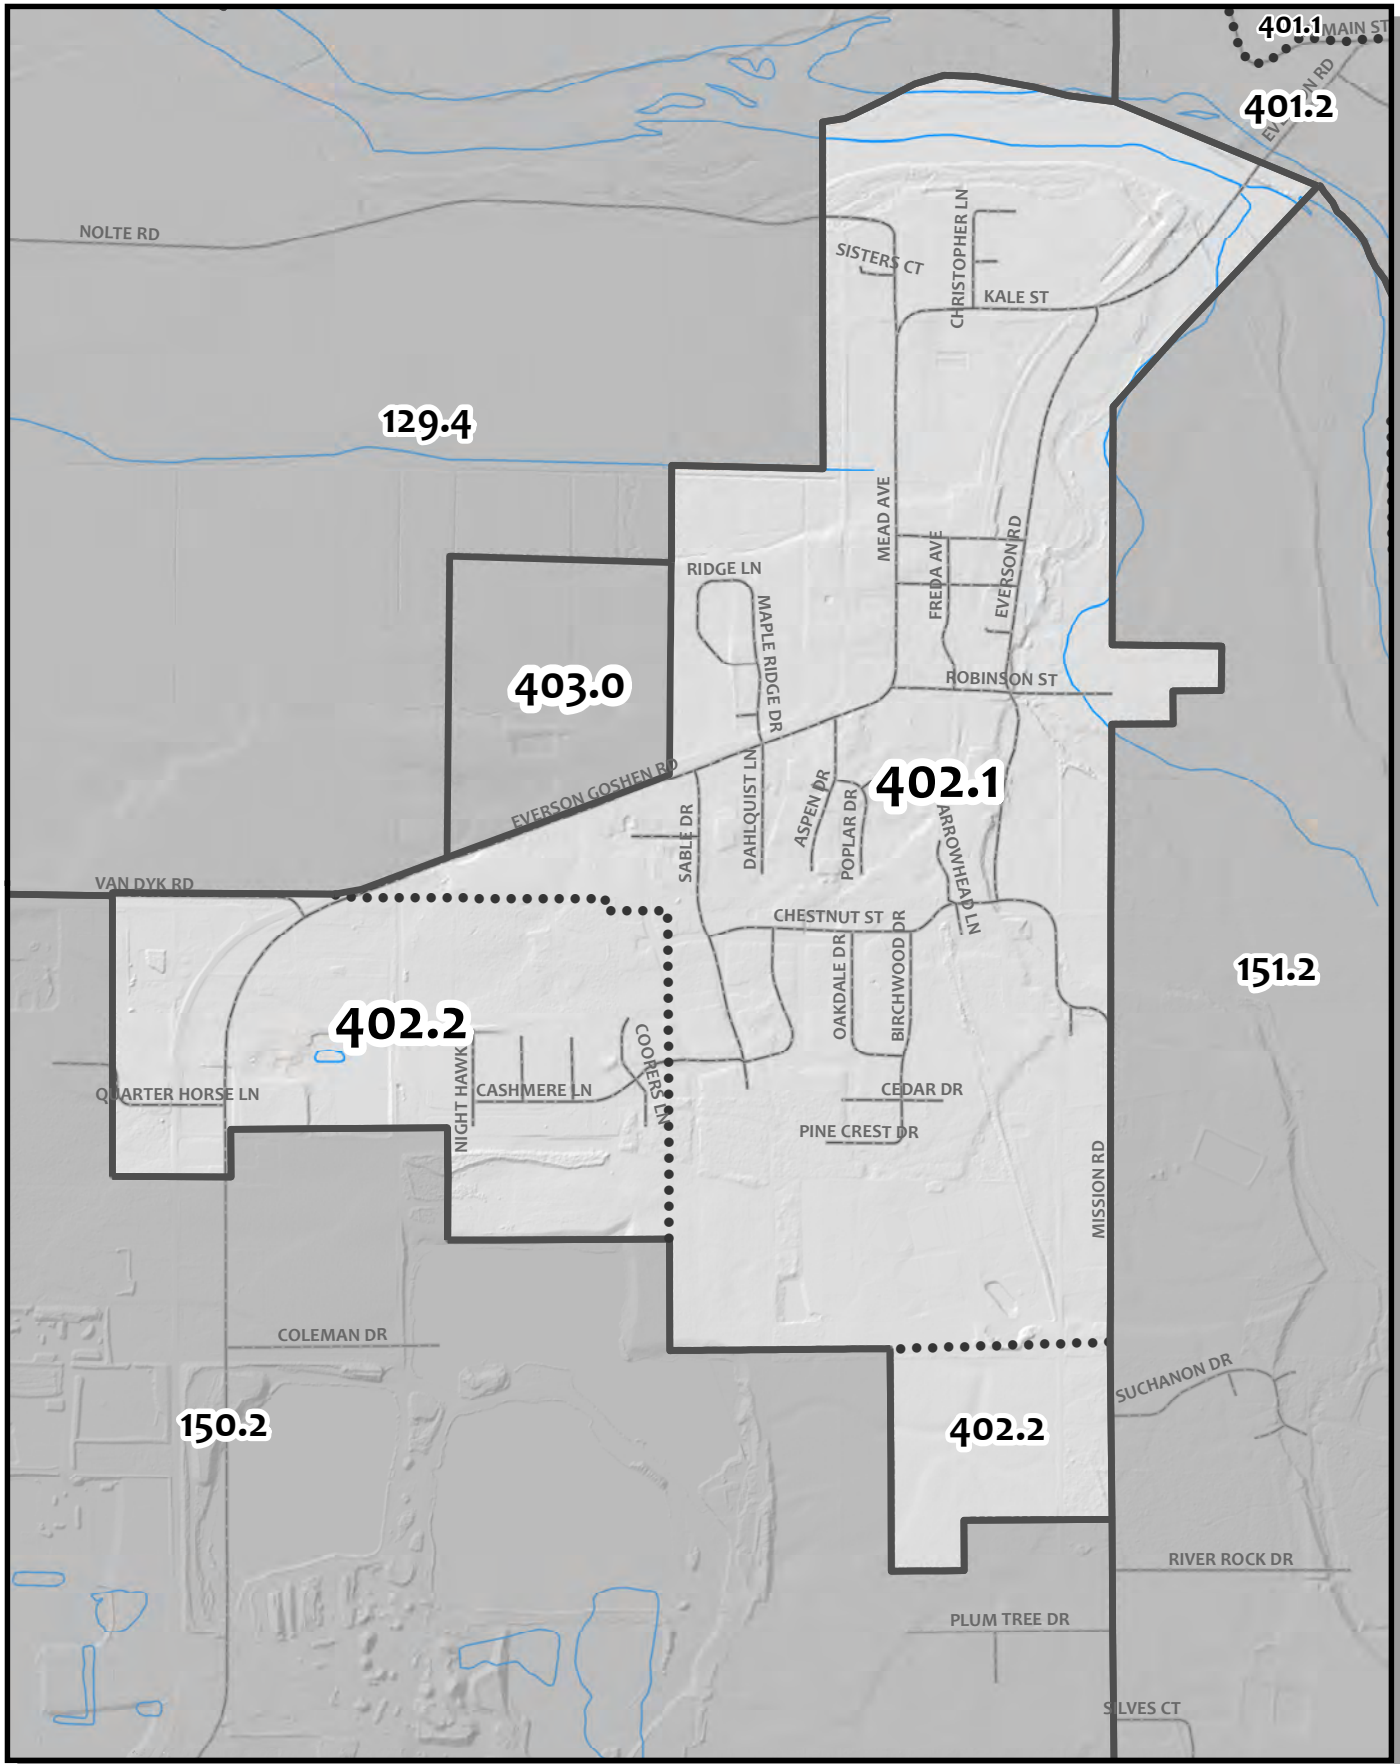 401.1
MAIN ST
401.2
EVERSON RD
NOLTE RD
CHRISTOPHER LN
SISTERS CT
KALE ST
129.4
MEAD AVE
FREDA AVE
EVERSON RD
RIDGE LN
MAPLE RIDGE DR
403.0
ROBINSON ST
EVERSON GOSHEN RD
402.1
SABLE DR
DAHLQUIST LN
ASPEN DR
POPLAR DR
ARROWHEAD LN
VAN DYK RD
CHESTNUT ST
OAKDALE DR
BIRCHWOOD DR
151.2
402.2
COOPERS LN
NIGHT HAWK
CASHMERE LN
QUARTER HORSE LN
CEDAR DR
PINE CREST DR
MISSION RD
COLEMAN DR
SUCHANON DR
150.2
402.2
RIVER ROCK DR
PLUM TREE DR
SILVES CT